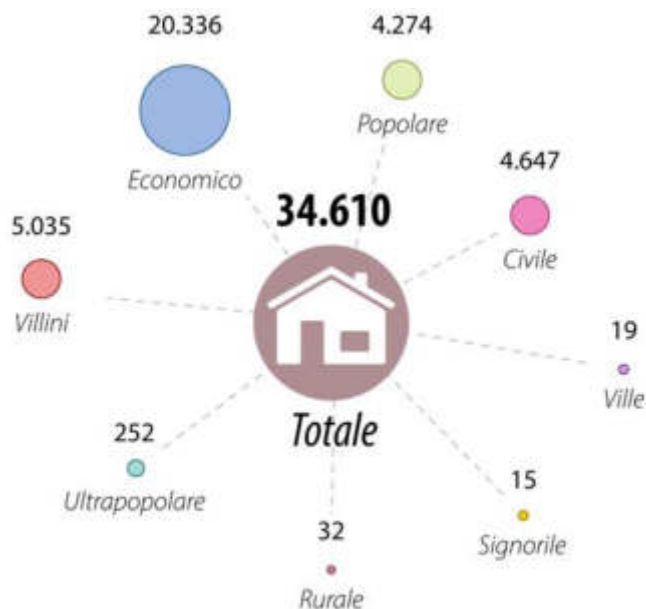 20.336
4.274
Popolare
Economico
4.647
34.610
5.035
Civile
Villini
19
Ville
Totale
252
Ultrapopolare
15
Signorile
32
Rurale